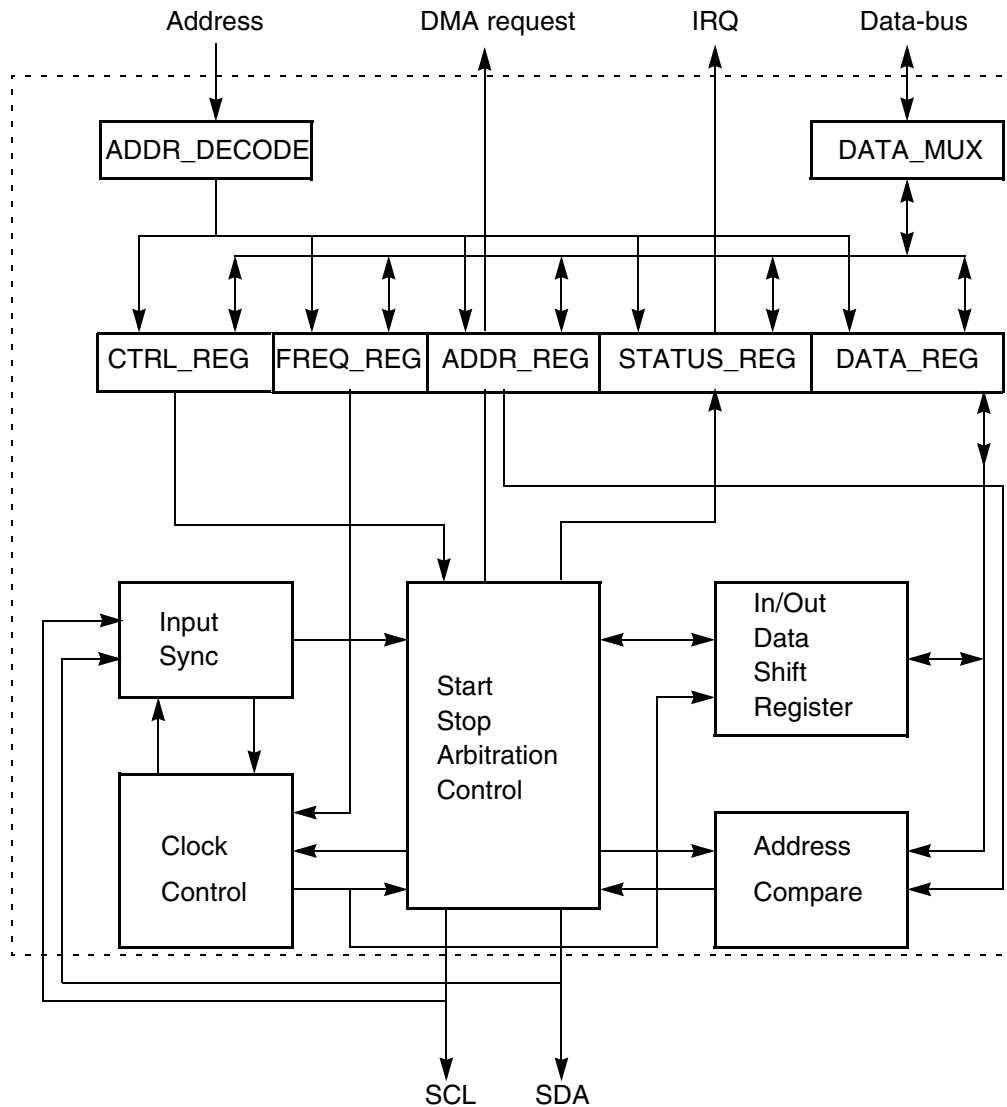 Address
DMA request
IRQ
Data-bus
ADDR_DECODE
DATA_MUX
CTRL_REG
FREQ_REG
ADDR_REG
STATUS_REG
DATA_REG
Input
Sync
Start
Stop
Arbitration
Control
In/Out
Data
Shift
Register
Clock
Control
Address
Compare
SCL
SDA